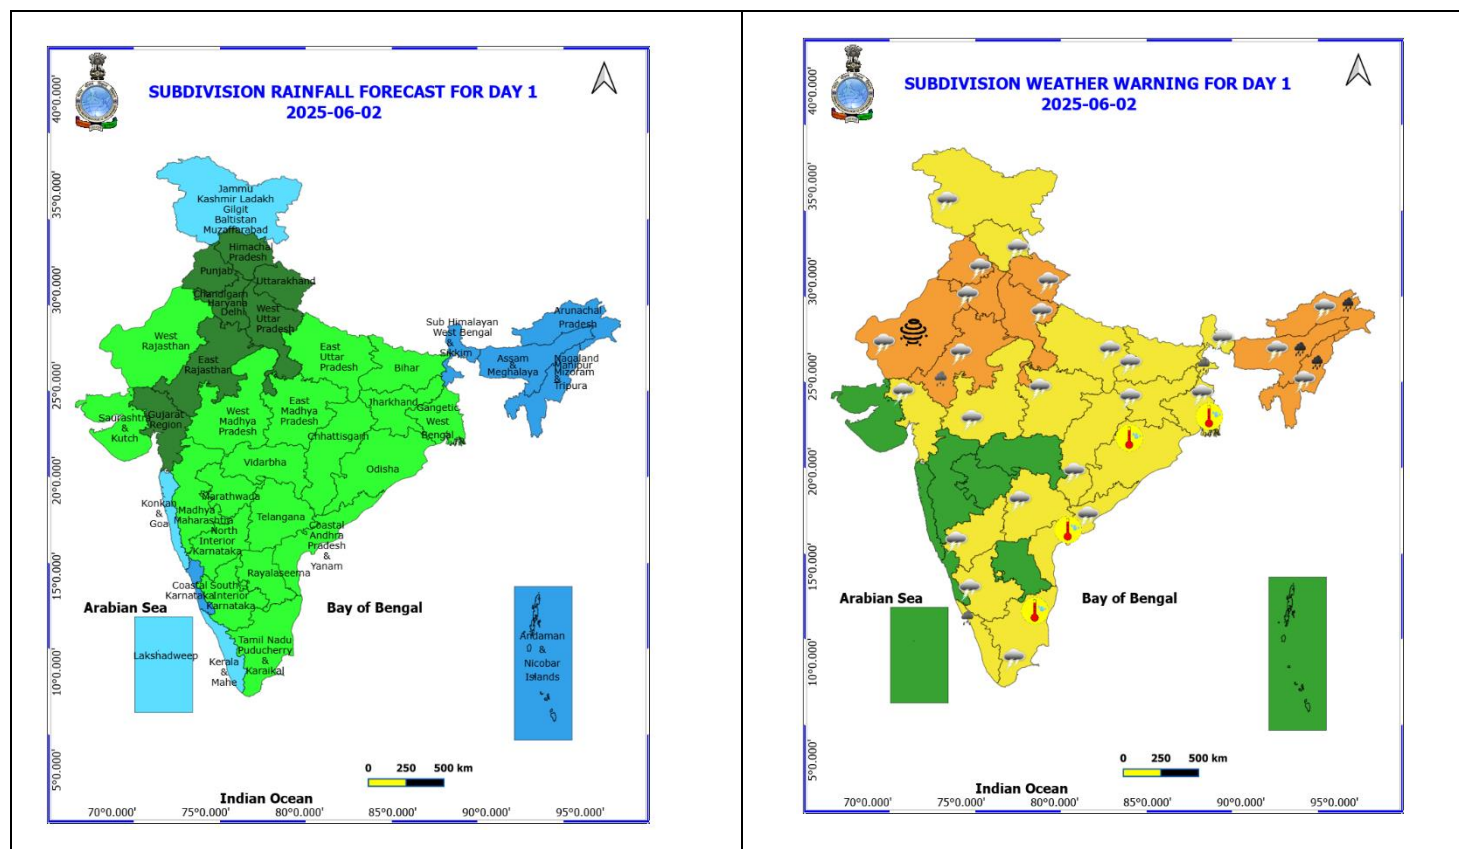 SUBDIVISION RAINFALL FORECAST FOR DAY 1
2025-06-02
40°0.000'
35°0.000'
30°0.000'
25°0.000'
20°0.000'
15°0.000'
10°0.000'
5°0.000'
Jammu
Kashmir Ladakh
Gilgit
Baltistan
Muzaffarabad
Himachal
Pradesh
Punjab
Uttarakhand
Chandigarh
Haryana
Delhi
West
Uttar
Pradesh
West
Rajasthan
East
Rajasthan
East
Uttar
Pradesh
Bihar
Sub Himalayan
West Bengal
&
Sikkim
Arunachal
Pradesh
Assam
&
Meghalaya
Nagaland
Manipur
Mizoram
&
Tripura
Saurashtra
&
Kutch
Gujarat
Region
West
Madhya
Pradesh
East
Madhya
Pradesh
Jharkhand
Gangetic
West
Bengal
Chhattisgarh
Vidarbha
Odisha
Konkan
&
Goa
Madhya
Maharashtra
Marathwada
Telangana
North
Interior
Karnataka
Coastal
Andhra
Pradesh
&
Yanam
Rayalaseema
Coastal
Karnataka
South
Interior
Karnataka
Arabian Sea
Bay of Bengal
Lakshadweep
Kerala
&
Mahe
Tamil Nadu
Puducherry
&
Karaikal
Andaman
&
Nicobar
Islands
0 250 500 km
Indian Ocean
70°0.000' 75°0.000' 80°0.000' 85°0.000' 90°0.000' 95°0.000'
SUBDIVISION WEATHER WARNING FOR DAY 1
2025-06-02
40°0.000'
35°0.000'
30°0.000'
25°0.000'
20°0.000'
15°0.000'
10°0.000'
5°0.000'
Arabian Sea
Bay of Bengal
0 250 500 km
Indian Ocean
70°0.000' 75°0.000' 80°0.000' 85°0.000' 90°0.000' 95°0.000'